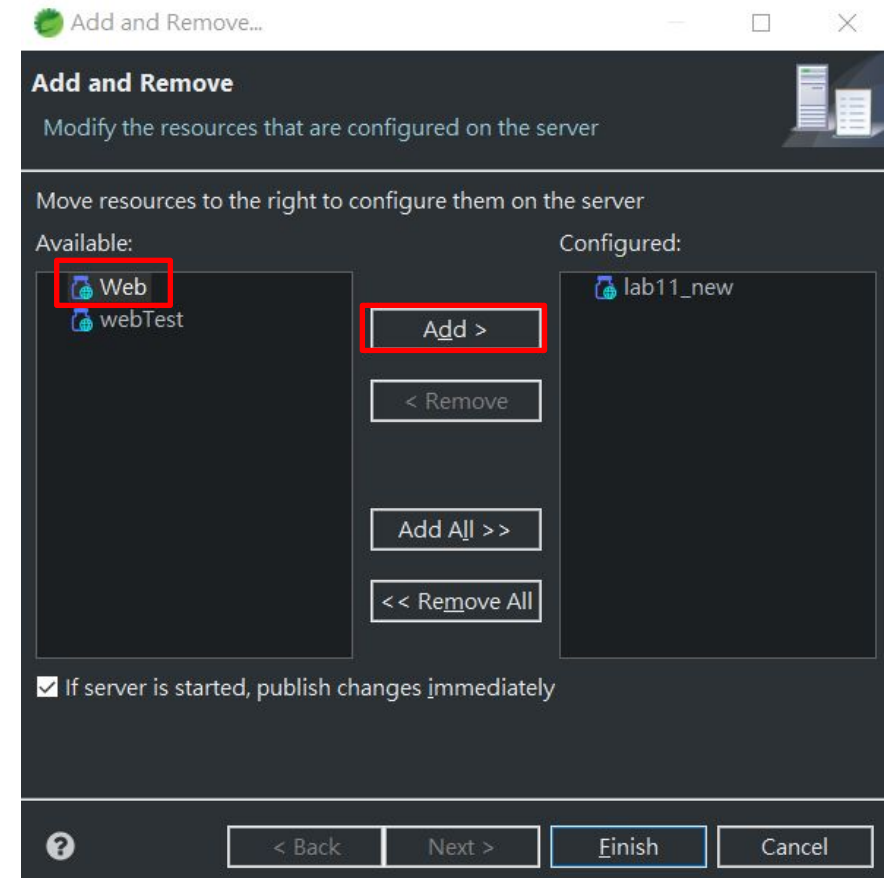 Add and Remove...
Add and Remove
Modify the resources that are configured on the server
Move resources to the right to configure them on the server
Available:
Configured:
Web
webTest
lab11_new
Add >
< Remove
Add All >>
<< Remove All
If server is started, publish changes immediately
?
< Back
Next >
Finish
Cancel